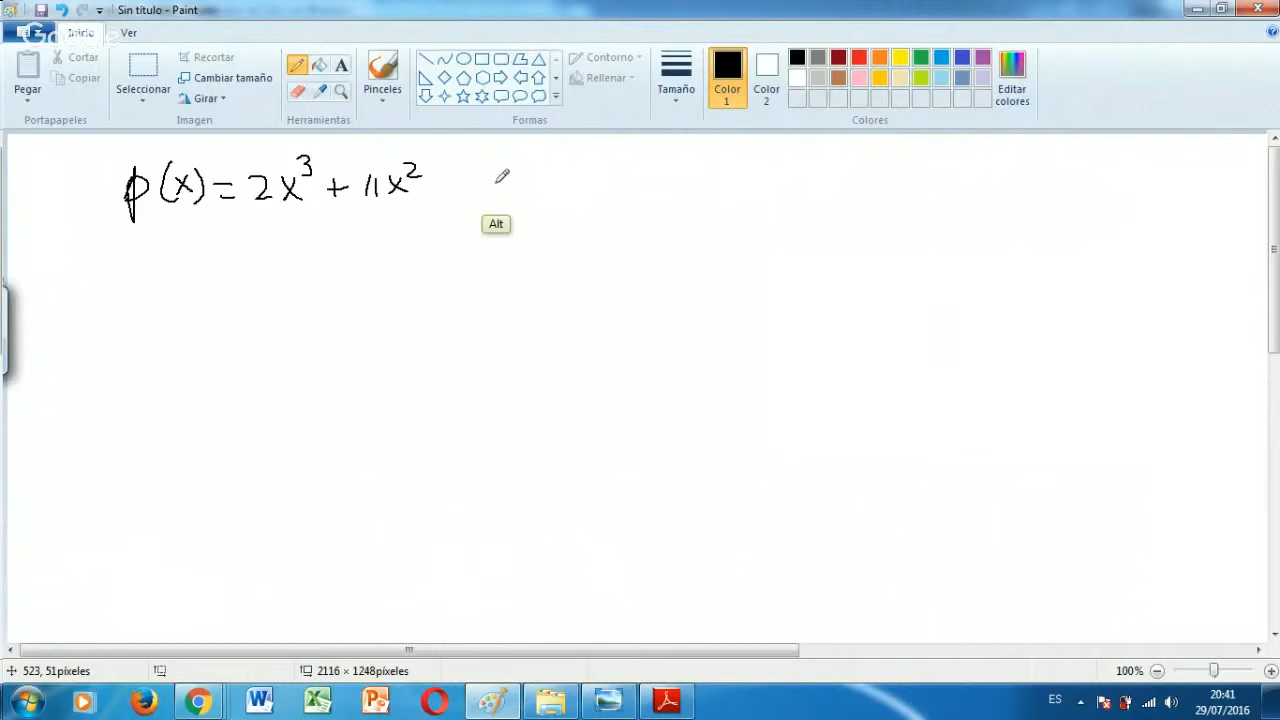 Sin título - Paint
Google
Inicio Ver
Pegar
Cortar
Copiar
Portapapeles
Seleccionar
Recortar
Cambiar tamaño
Girar
Imagen
Herramientas
Pinceles
Contorno
Rellenar
Formas
Tamaño
Color 1
Color 2
Editar colores
Colores
p(x) = 2x³ + 11x²
Alt
523, 51píxeles
2116 × 1248píxeles
100%
ES
20:41
29/07/2016